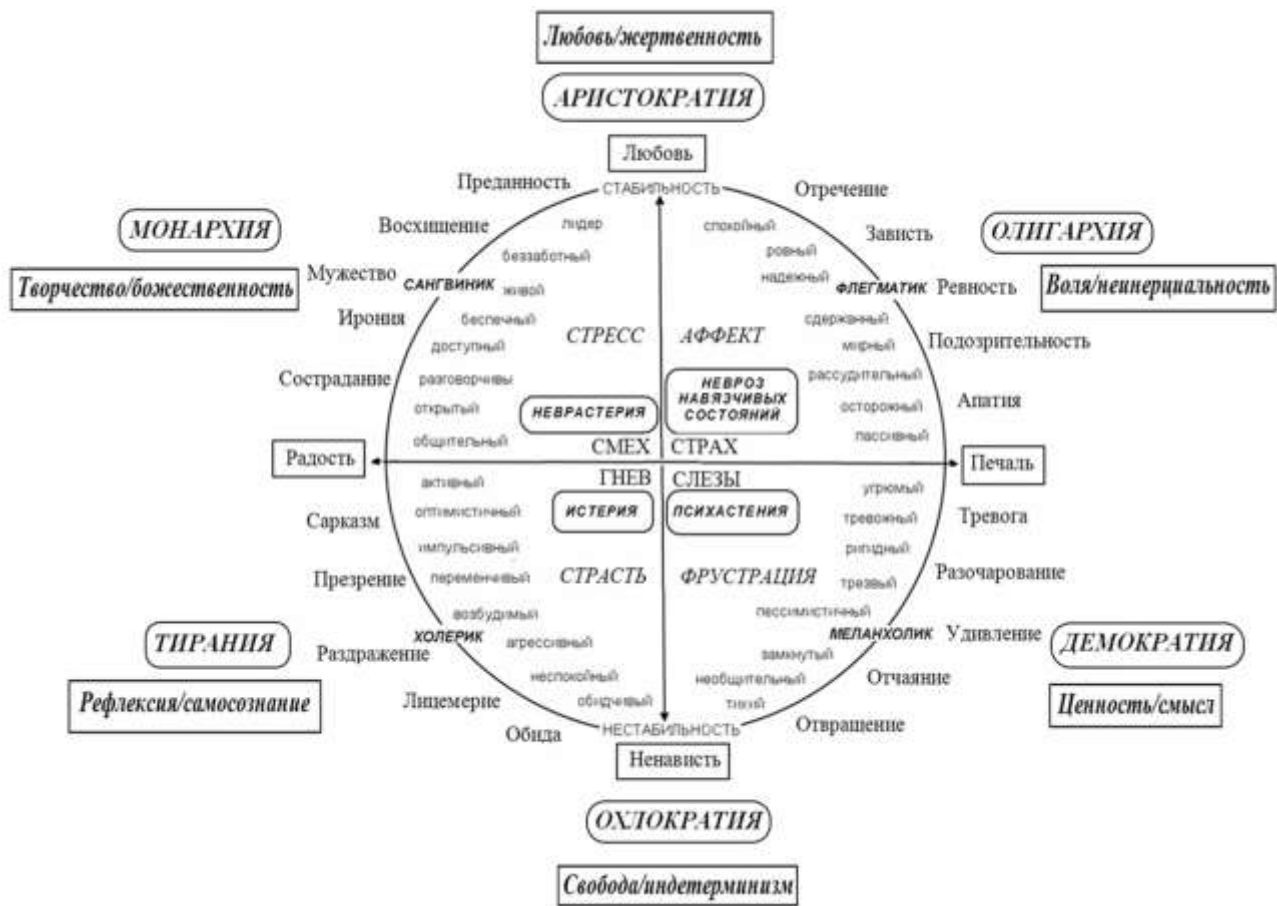 Любовь/жертвенность
АРИСТОКРАТИЯ
Любовь
СТАБИЛЬНОСТЬ
Преданность
Отречение
Восхищение
лидер
спокойный
Зависть
МОНАРХИЯ
ОЛИГАРХИЯ
беззаботный
ровный
Мужество
САНГВИНИК
живой
надежный
ФЛЕГМАТИК
Ревность
Творчество/божественность
Воля/неинерциальность
Ирония
беспечный
СТРЕСС
АФФЕКТ
сдержанный
Подозрительность
доступный
мирный
Сострадание
разговорчивы
НЕВРОЗ
НАВЯЗЧИВЫХ
СОСТОЯНИЙ
рассудительный
открытый
НЕВРАСТЕРИЯ
осторожный
Апатия
общительный
СМЕХ
СТРАХ
пассивный
Радость
Печаль
ГНЕВ
СЛЕЗЫ
активный
угрюмый
Сарказм
оптимистичный
ИСТЕРИЯ
ПСИХАСТЕНИЯ
тревожный
Тревога
импульсивный
ригидный
Презрение
переменчивый
СТРАСТЬ
ФРУСТРАЦИЯ
трезвый
Разочарование
возбудимый
пессимистичный
ТИРАНИЯ
Раздражение
ХОЛЕРИК
агрессивный
МЕЛАНХОЛИК
Удивление
ДЕМОКРАТИЯ
замкнутый
неспокойный
необщительный
Отчаяние
Рефлексия/самосознание
Ценность/смысл
Лицемерие
обидчивый
тихий
Обида
НЕСТАБИЛЬНОСТЬ
Отвращение
Ненависть
ОХЛОКРАТИЯ
Свобода/индетерминизм